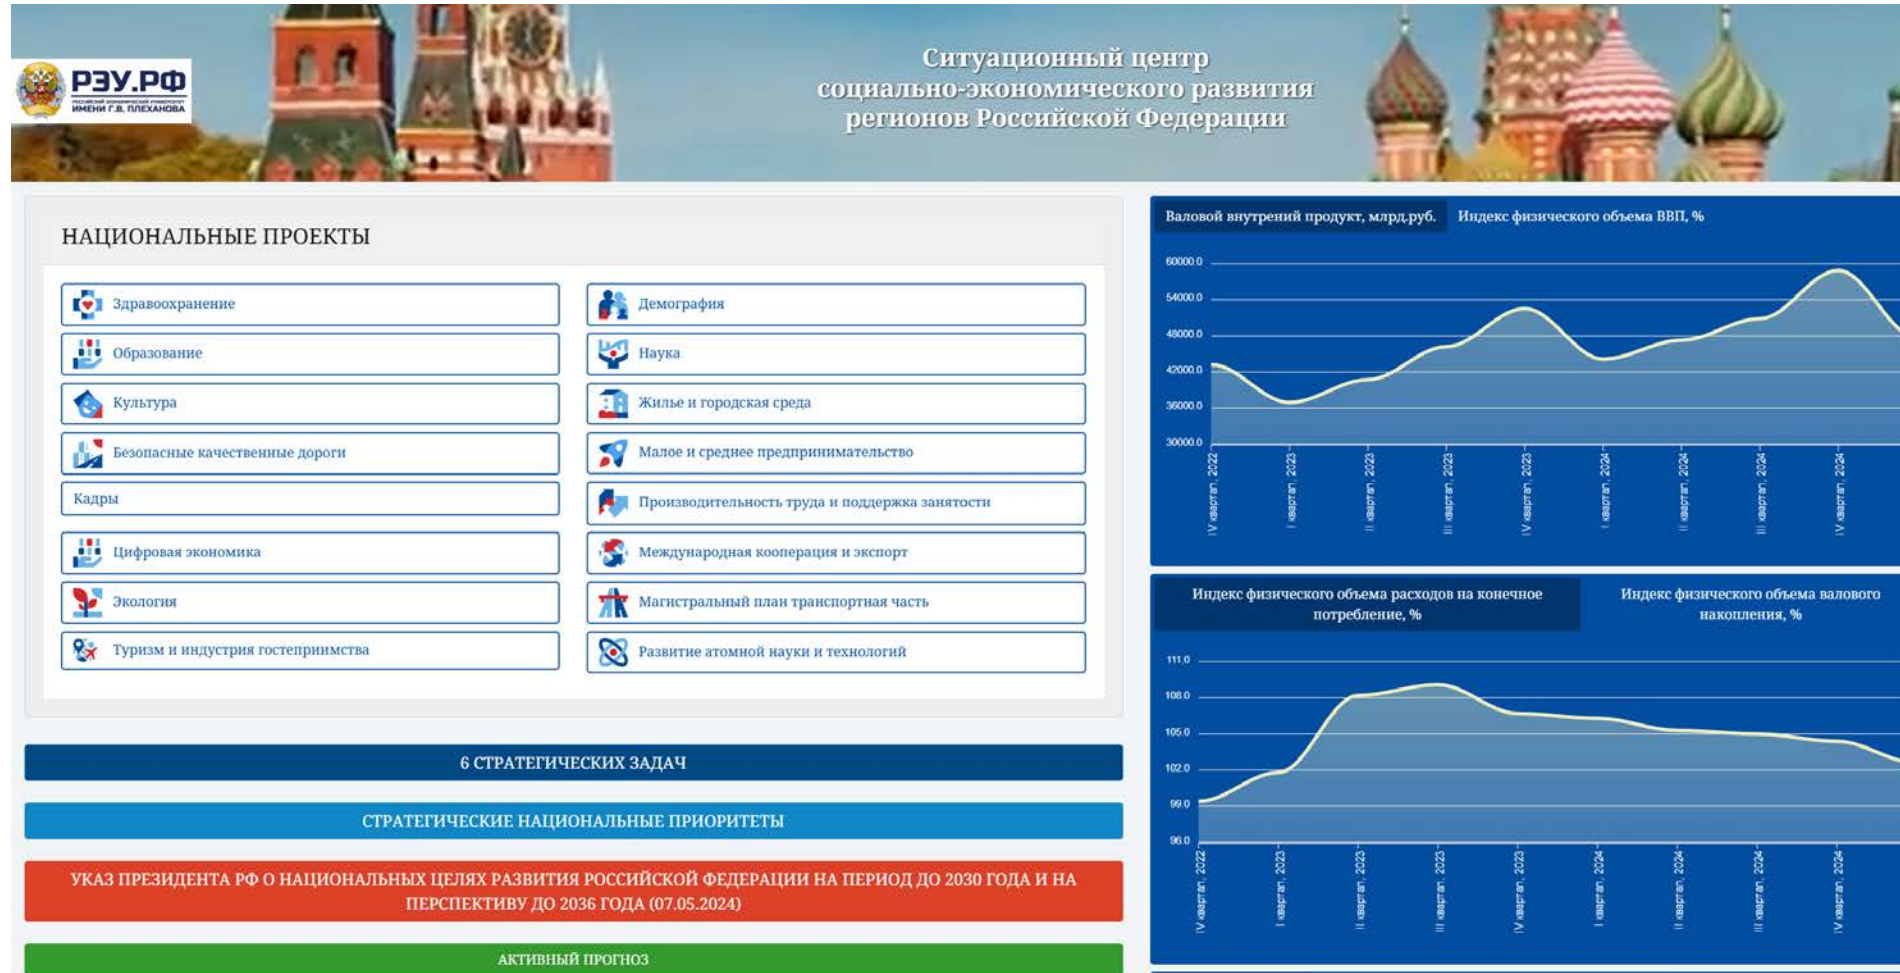 РЭУ.РФ
РОССИЙСКИЙ ЭКОНОМИЧЕСКИЙ УНИВЕРСИТЕТ
ИМЕНИ Г.В. ПЛЕХАНОВА
Ситуационный центр
социально-экономического развития
регионов Российской Федерации
НАЦИОНАЛЬНЫЕ ПРОЕКТЫ
Здравоохранение
Демография
Образование
Наука
Культура
Жилье и городская среда
Безопасные качественные дороги
Малое и среднее предпринимательство
Кадры
Производительность труда и поддержка занятости
Цифровая экономика
Международная кооперация и экспорт
Экология
Магистральный план транспортная часть
Туризм и индустрия гостеприимства
Развитие атомной науки и технологий
6 СТРАТЕГИЧЕСКИХ ЗАДАЧ
СТРАТЕГИЧЕСКИЕ НАЦИОНАЛЬНЫЕ ПРИОРИТЕТЫ
УКАЗ ПРЕЗИДЕНТА РФ О НАЦИОНАЛЬНЫХ ЦЕЛЯХ РАЗВИТИЯ РОССИЙСКОЙ ФЕДЕРАЦИИ НА ПЕРИОД ДО 2030 ГОДА И НА
ПЕРСПЕКТИВУ ДО 2036 ГОДА (07.05.2024)
АКТИВНЫЙ ПРОГНОЗ
Валовой внутрений продукт, млрд.руб. Индекс физического объема ВВП, %
60000.0
54000.0
48000.0
42000.0
36000.0
30000.0
IV квартал, 2022
I квартал, 2023
II квартал, 2023
III квартал, 2023
IV квартал, 2023
I квартал, 2024
II квартал, 2024
III квартал, 2024
IV квартал, 2024
Индекс физического объема расходов на конечное
потребление, %
Индекс физического объема валового
накопления, %
111.0
108.0
105.0
102.0
99.0
96.0
IV квартал, 2022
I квартал, 2023
II квартал, 2023
III квартал, 2023
IV квартал, 2023
I квартал, 2024
II квартал, 2024
III квартал, 2024
IV квартал, 2024